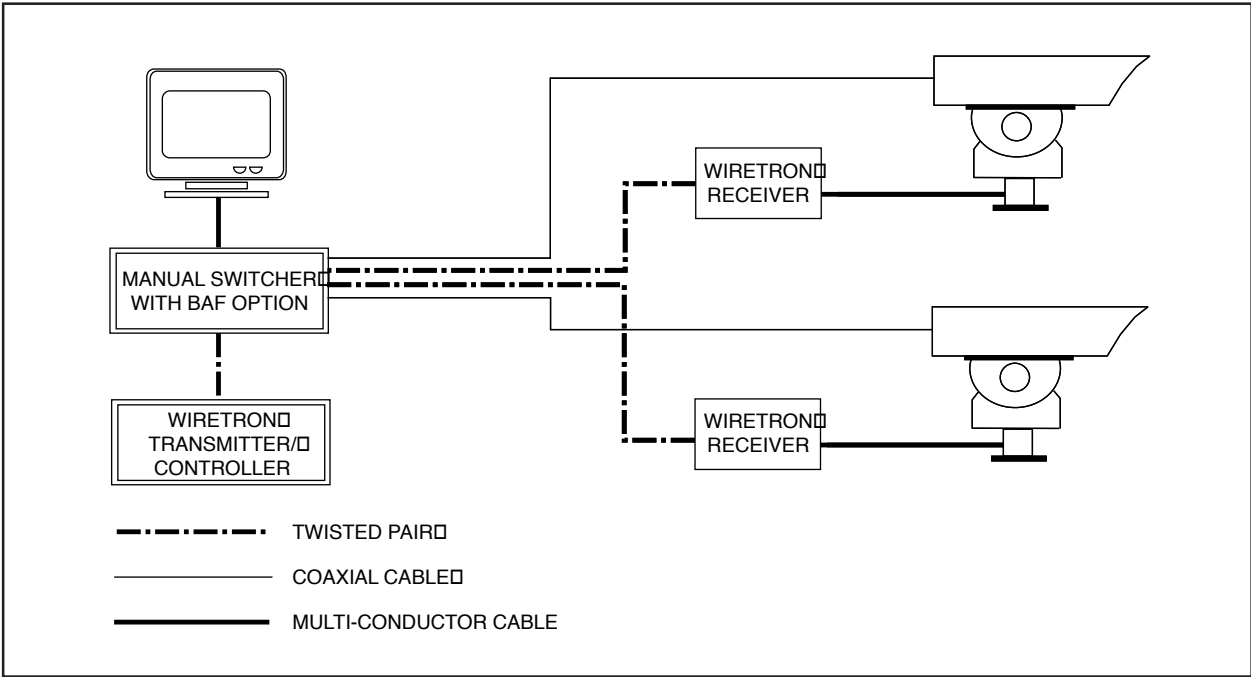 WIRETRON□
RECEIVER
MANUAL SWITCHER□
WITH BAF OPTION
WIRETRON□
TRANSMITTER/□
CONTROLLER
WIRETRON□
RECEIVER
TWISTED PAIR□
COAXIAL CABLE□
MULTI-CONDUCTOR CABLE